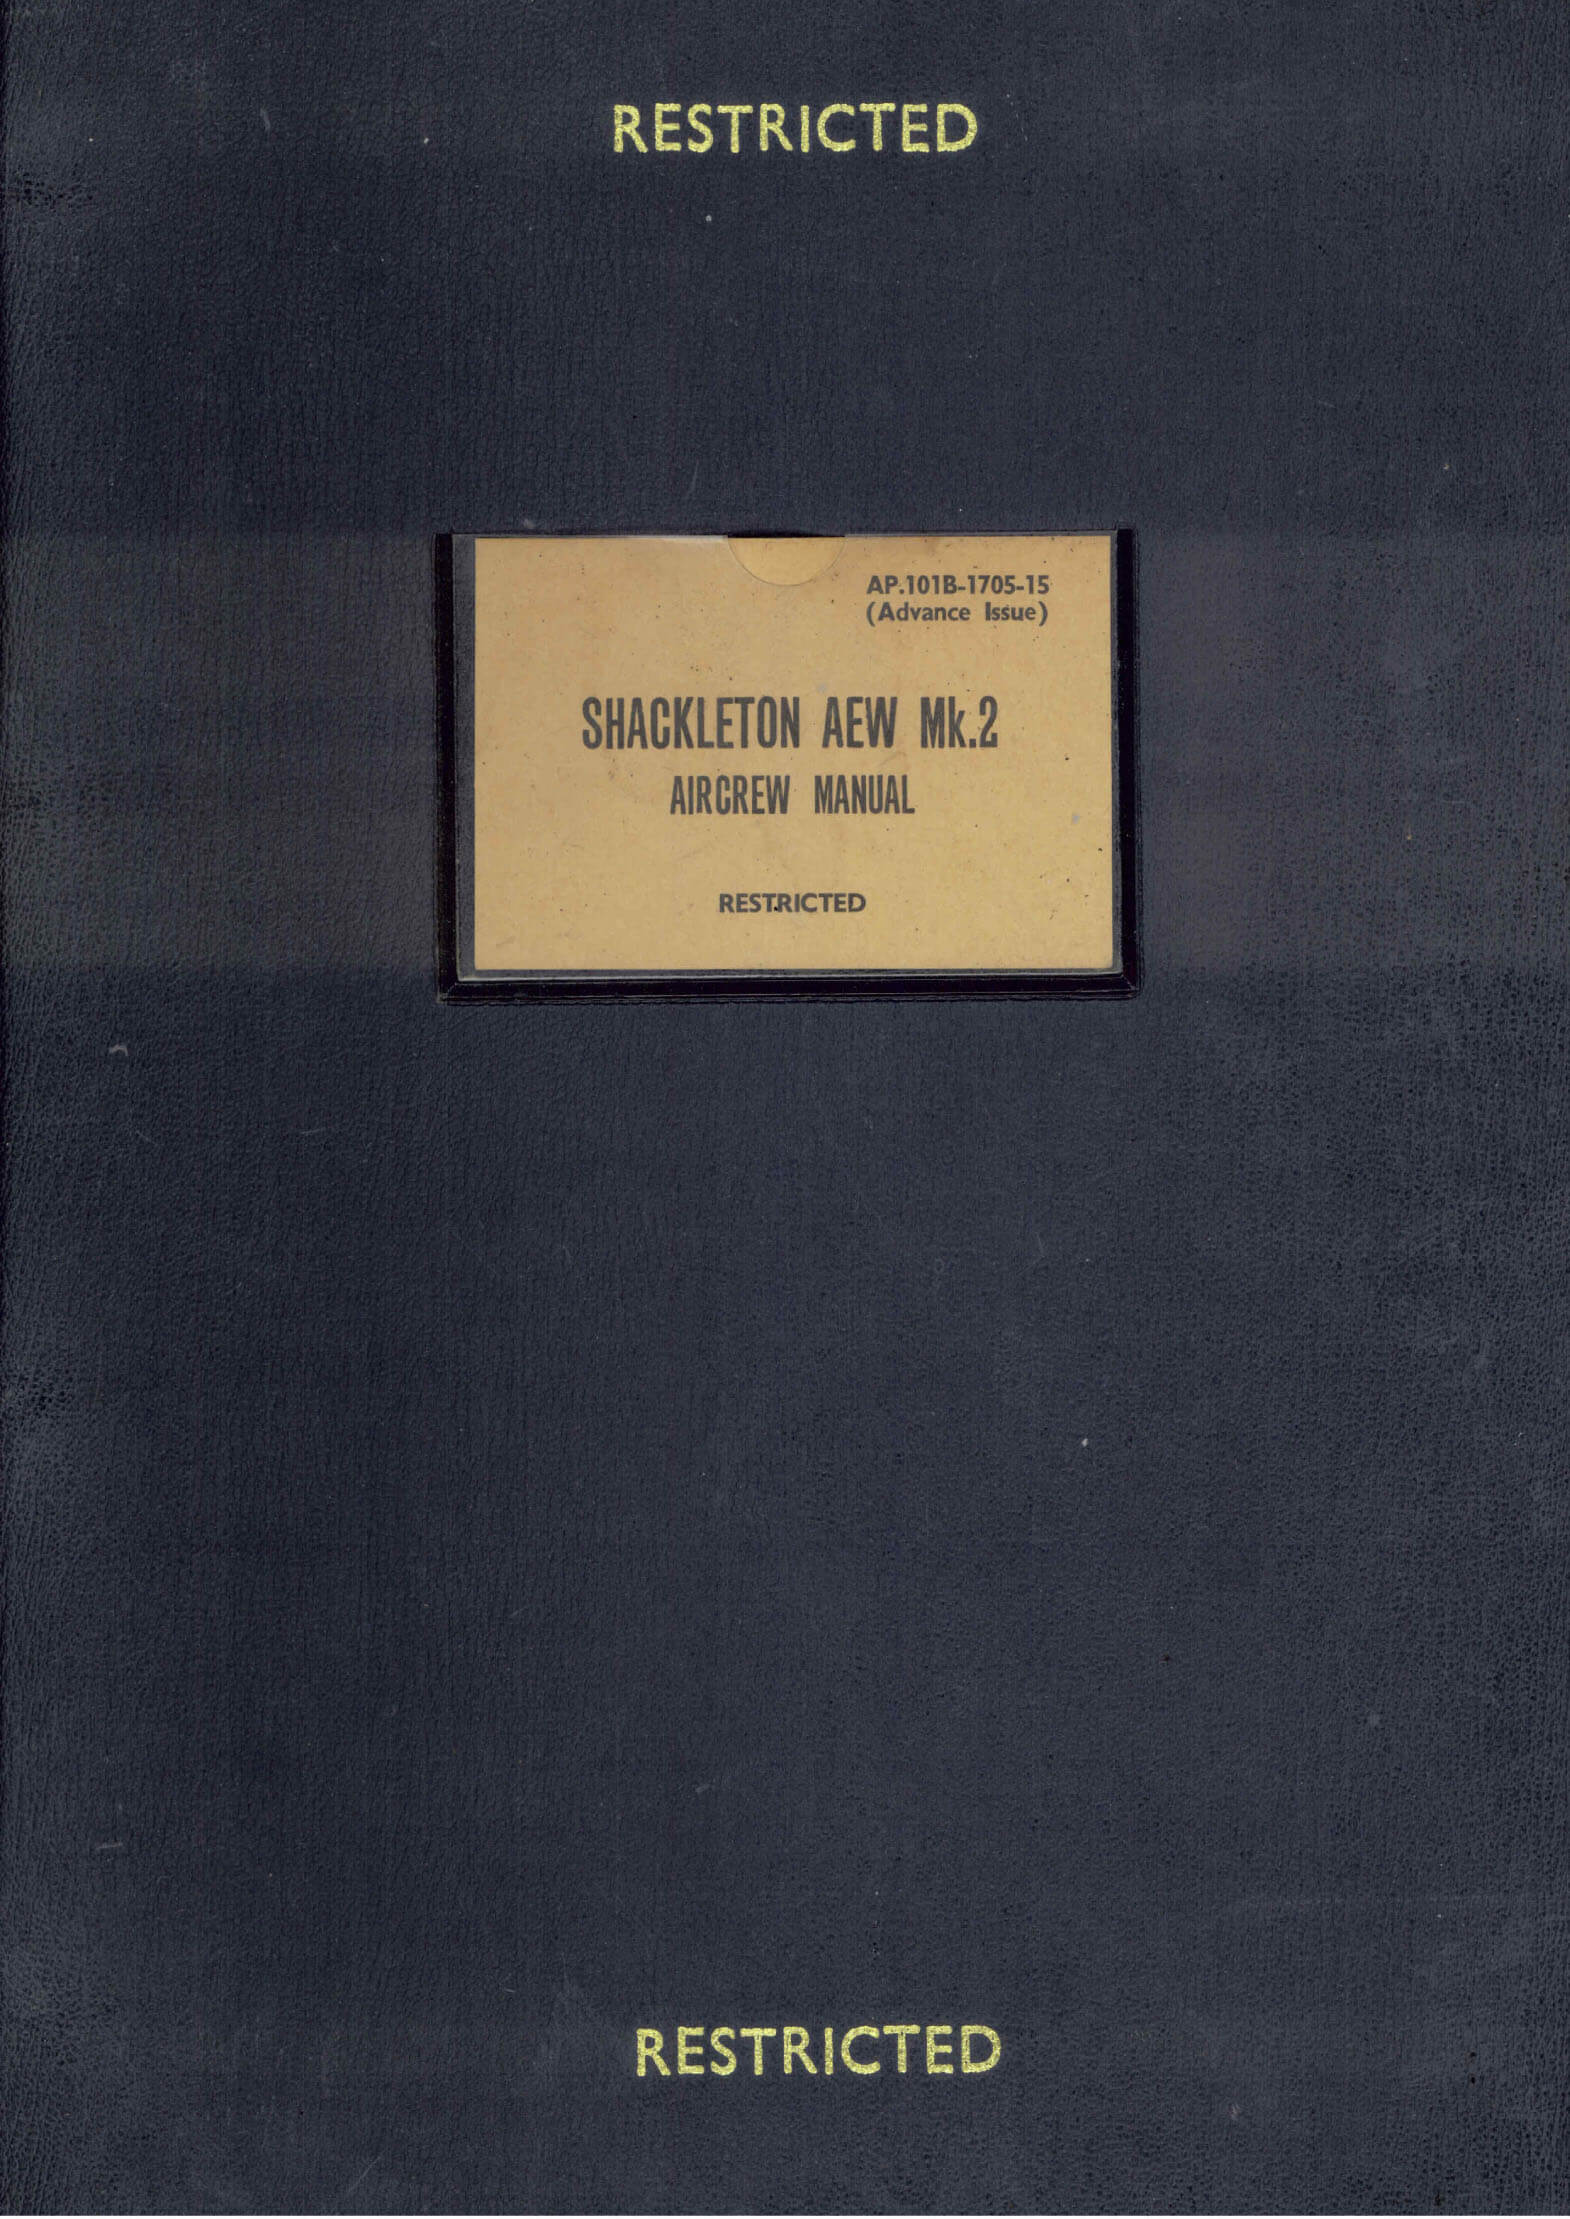 RESTRICTED
AP.101B-1705-15
(Advance Issue)
SHACKLETON AEW Mk.2
AIRCREW MANUAL
RESTRICTED
RESTRICTED